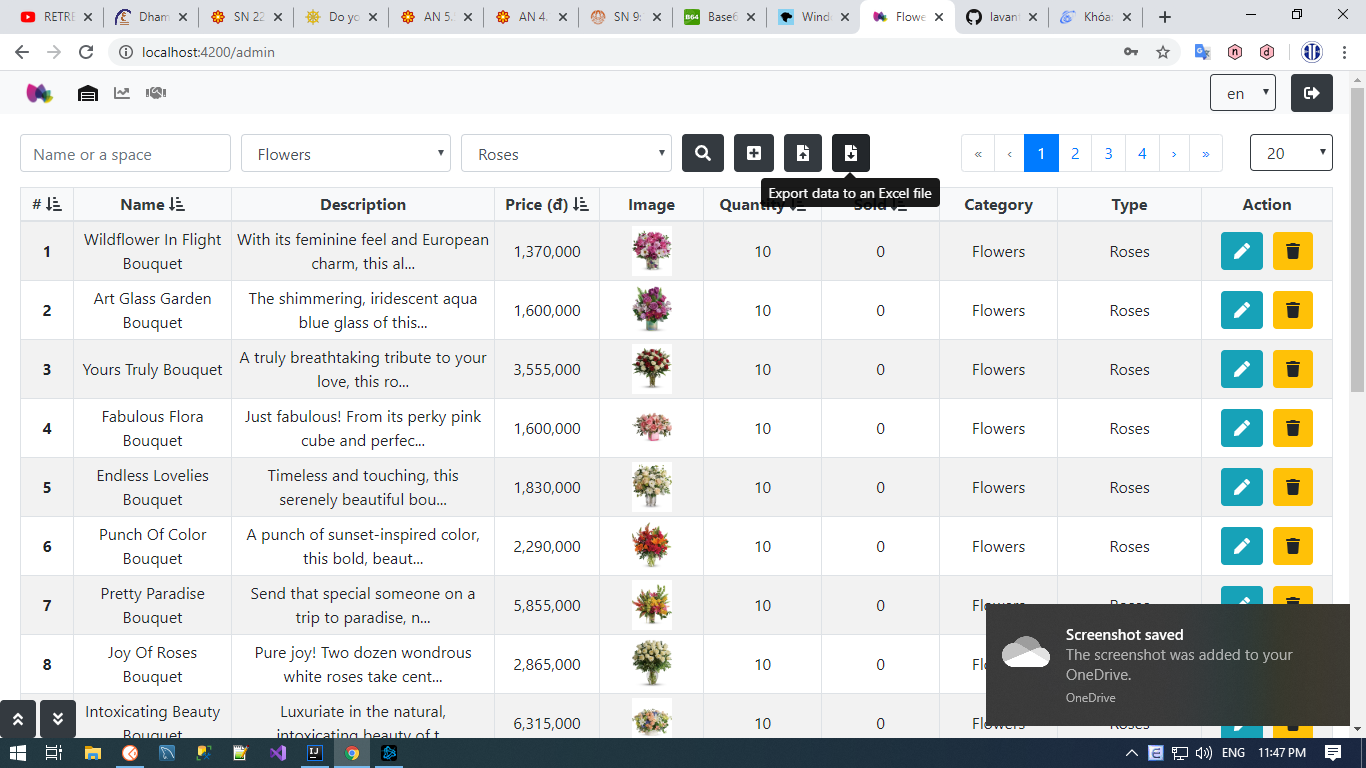 RETRE
Dham
SN 22
Do yo
AN 5.
AN 4.
SN 9:
B64
Base6
Wind
Flowe
lavant
Khóa
localhost:4200/admin
en
Name or a space
Flowers
Roses
« ‹ 1 2 3 4 › »
20
Export data to an Excel file
# Name Description Price (đ) Image Quantity Sold Category Type Action
1 Wildflower In Flight Bouquet With its feminine feel and European charm, this al... 1,370,000 10 0 Flowers Roses
2 Art Glass Garden Bouquet The shimmering, iridescent aqua blue glass of this... 1,600,000 10 0 Flowers Roses
3 Yours Truly Bouquet A truly breathtaking tribute to your love, this ro... 3,555,000 10 0 Flowers Roses
4 Fabulous Flora Bouquet Just fabulous! From its perky pink cube and perfec... 1,600,000 10 0 Flowers Roses
5 Endless Lovelies Bouquet Timeless and touching, this serenely beautiful bou... 1,830,000 10 0 Flowers Roses
6 Punch Of Color Bouquet A punch of sunset-inspired color, this bold, beaut... 2,290,000 10 0 Flowers Roses
7 Pretty Paradise Bouquet Send that special someone on a trip to paradise, n... 5,855,000 10 0 Flowers Roses
8 Joy Of Roses Bouquet Pure joy! Two dozen wondrous white roses take cent... 2,865,000 10 0
Intoxicating Beauty Bouquet Luxuriate in the natural, intoxicating beauty of t 6,315,000 10 0
Screenshot saved
The screenshot was added to your
OneDrive.
OneDrive
ENG 11:47 PM